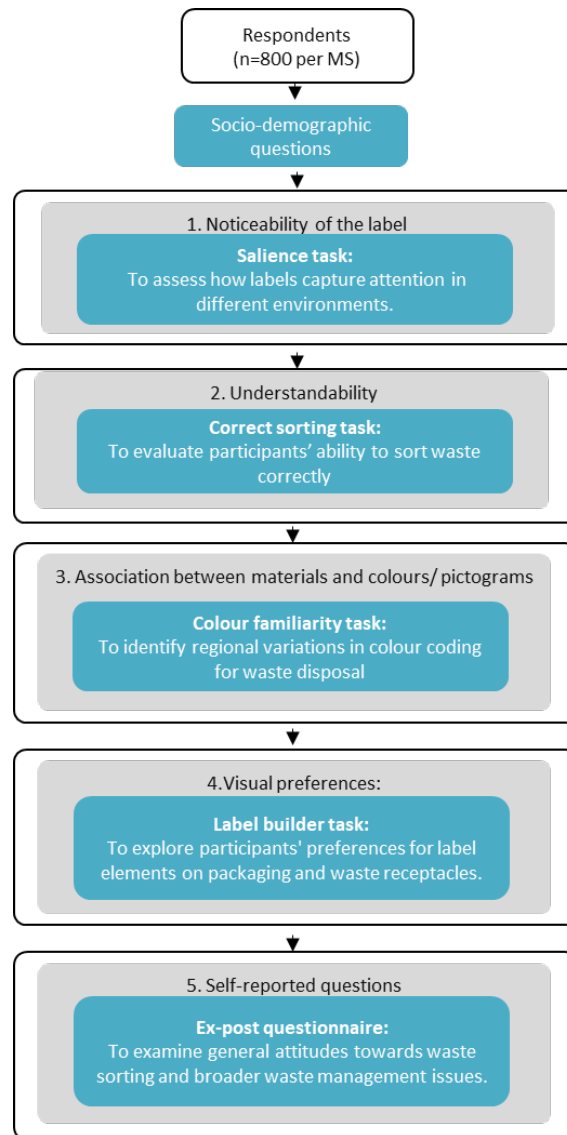 Respondents
(n=800 per MS)
Socio-demographic
questions
1. Noticeability of the label
Salience task:
To assess how labels capture attention in
different environments.
2. Understandability
Correct sorting task:
To evaluate participants’ ability to sort waste
correctly
3. Association between materials and colours/ pictograms
Colour familiarity task:
To identify regional variations in colour coding
for waste disposal
4.Visual preferences:
Label builder task:
To explore participants' preferences for label
elements on packaging and waste receptacles.
5. Self-reported questions
Ex-post questionnaire:
To examine general attitudes towards waste
sorting and broader waste management issues.